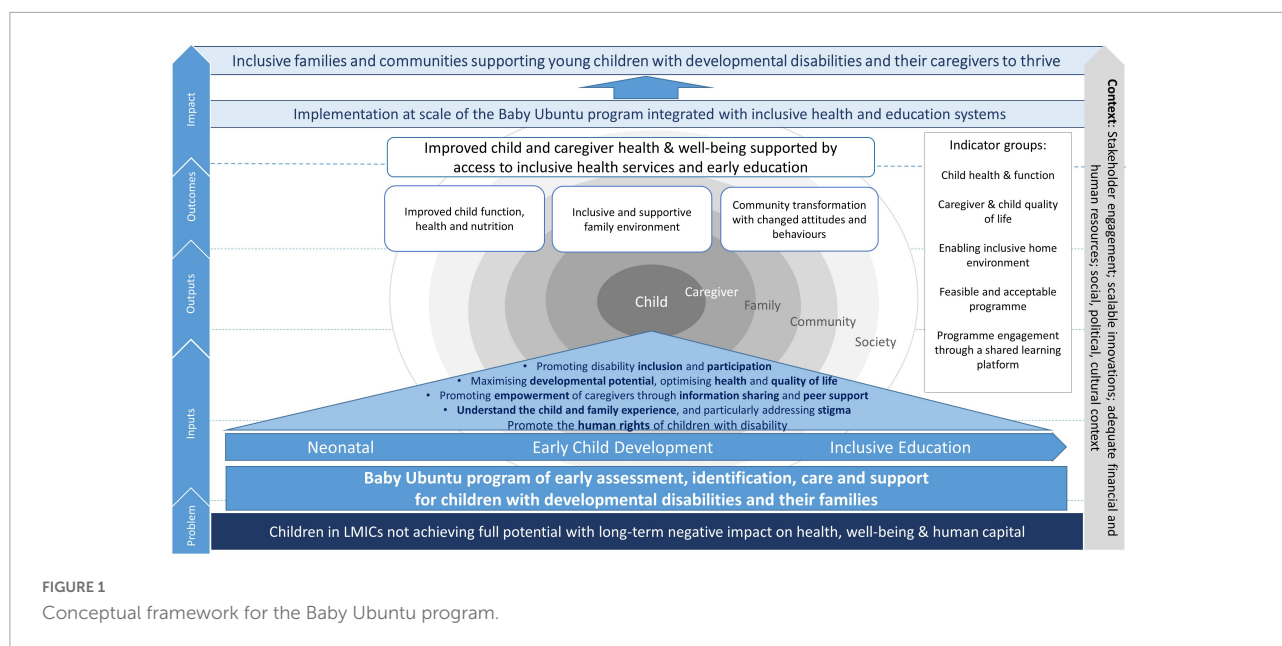 Inclusive families and communities supporting young children with developmental disabilities and their caregivers to thrive
Implementation at scale of the Baby Ubuntu program integrated with inclusive health and education systems
Impact
Outcomes
Outputs
Inputs
Problem
Improved child and caregiver health & well-being supported by
access to inclusive health services and early education
Improved child function,
health and nutrition
Inclusive and supportive
family environment
Community transformation
with changed attitudes and
behaviours
Child
Caregiver
Family
Community
Society
Indicator groups:
Child health & function
Caregiver & child quality
of life
Enabling inclusive home
environment
Feasible and acceptable
programme
Programme engagement
through a shared learning
platform
Context: Stakeholder engagement; scalable innovations; adequate financial and
human resources; social, political, cultural context
• Promoting disability inclusion and participation
• Maximising developmental potential, optimising health and quality of life
• Promoting empowerment of caregivers through information sharing and peer support
• Understand the child and family experience, and particularly addressing stigma
Promote the human rights of children with disability
Neonatal
Early Child Development
Inclusive Education
Baby Ubuntu program of early assessment, identification, care and support
for children with developmental disabilities and their families
Children in LMICs not achieving full potential with long-term negative impact on health, well-being & human capital
FIGURE 1
Conceptual framework for the Baby Ubuntu program.